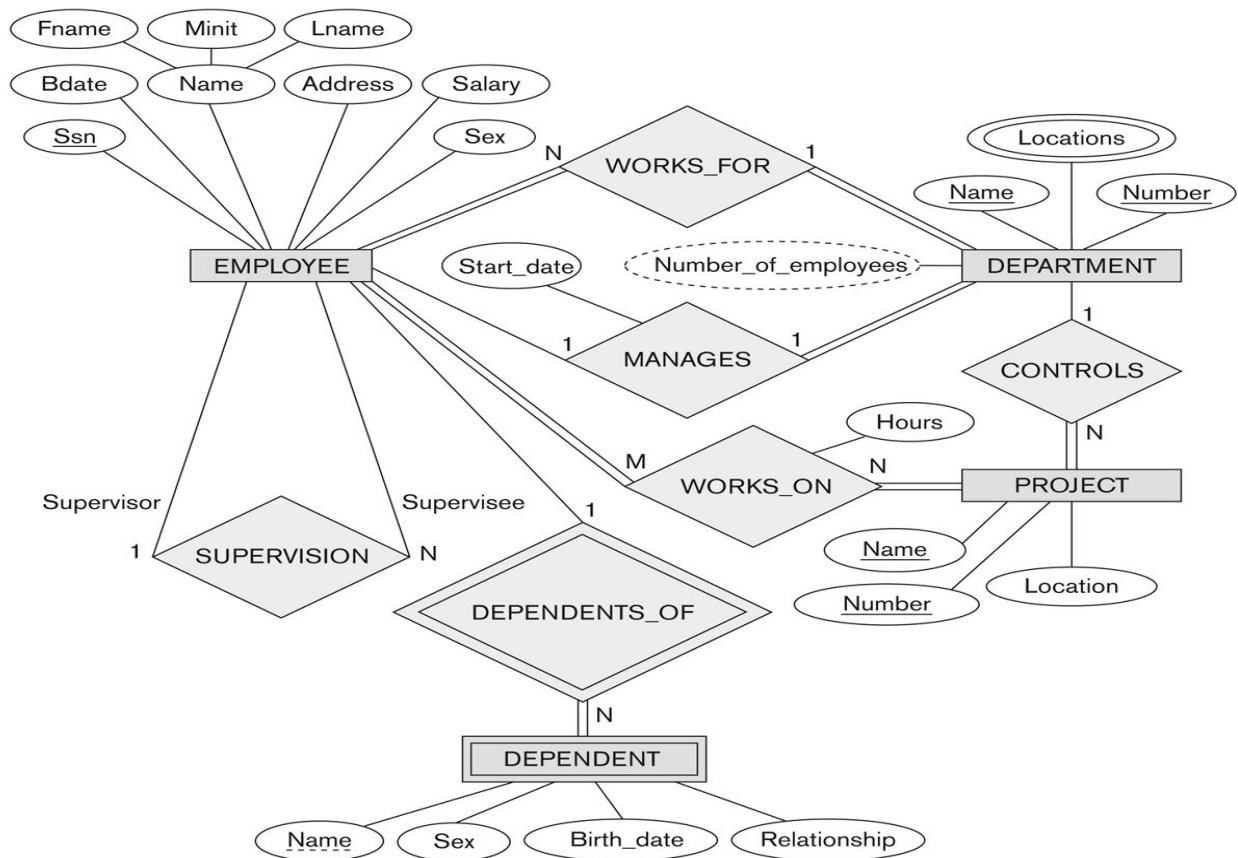 Fname Minit Lname
Bdate Name Address Salary
Ssn Sex
N WORKS_FOR 1
Locations
Name Number
EMPLOYEE Start_date Number_of_employees DEPARTMENT
1 MANAGES 1
1
CONTROLS
N
Hours
M WORKS_ON N PROJECT
Supervisor Supervisee
1 SUPERVISION N
1
Name
Number Location
DEPENDENTS_OF
N
DEPENDENT
Name Sex Birth_date Relationship